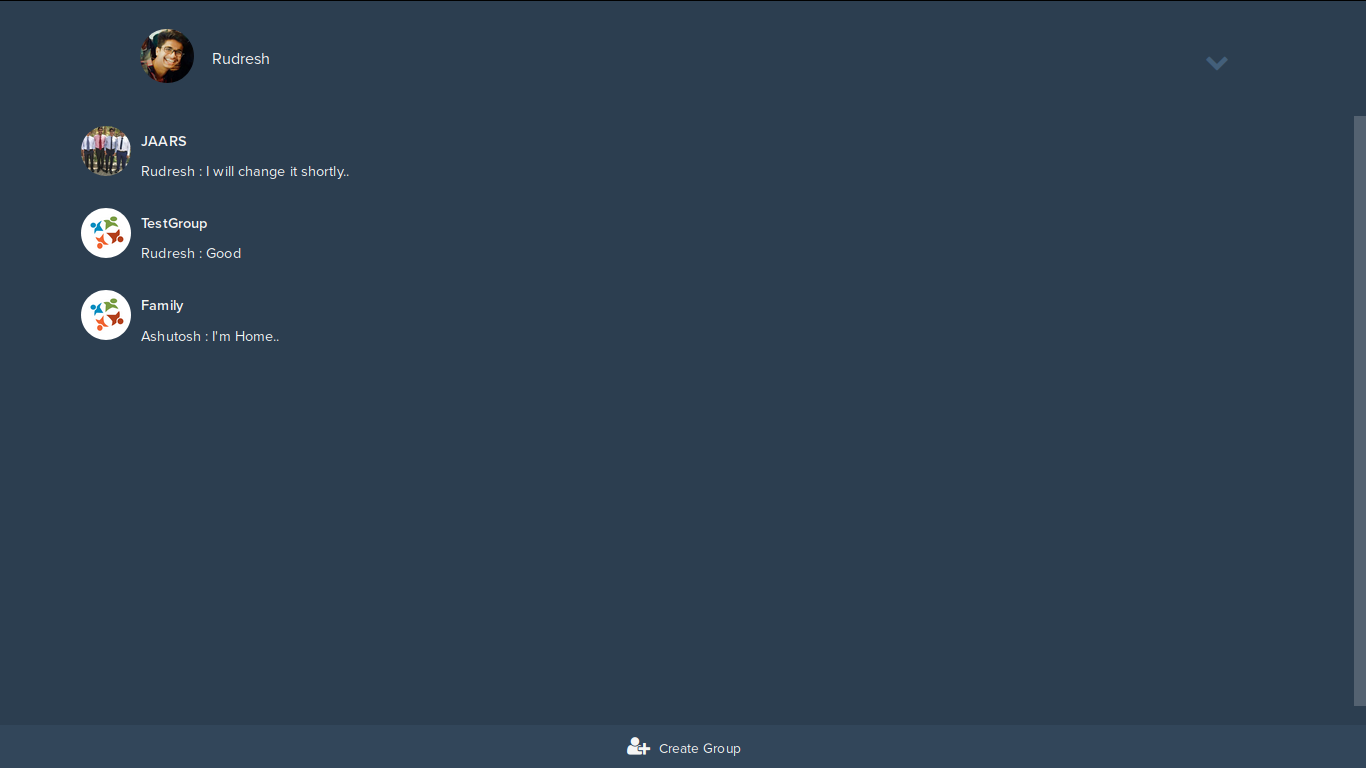 Rudresh
JAARS
Rudresh : I will change it shortly..
TestGroup
Rudresh : Good
Family
Ashutosh : I'm Home..
Create Group